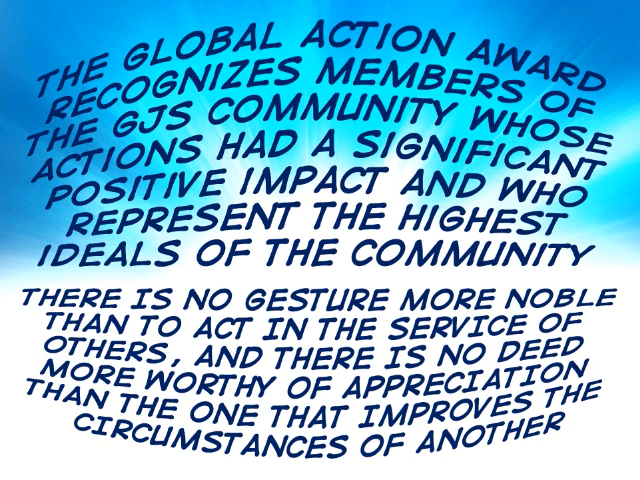 THE GLOBAL ACTION AWARD
RECOGNIZES MEMBERS OF
THE GJS COMMUNITY WHOSE
ACTIONS HAD A SIGNIFICANT
POSITIVE IMPACT AND WHO
REPRESENT THE HIGHEST
IDEALS OF THE COMMUNITY
THERE IS NO GESTURE MORE NOBLE
THAN TO ACT IN THE SERVICE OF
OTHERS, AND THERE IS NO DEED
MORE WORTHY OF APPRECIATION
THAN THE ONE THAT IMPROVES THE
CIRCUMSTANCES OF ANOTHER